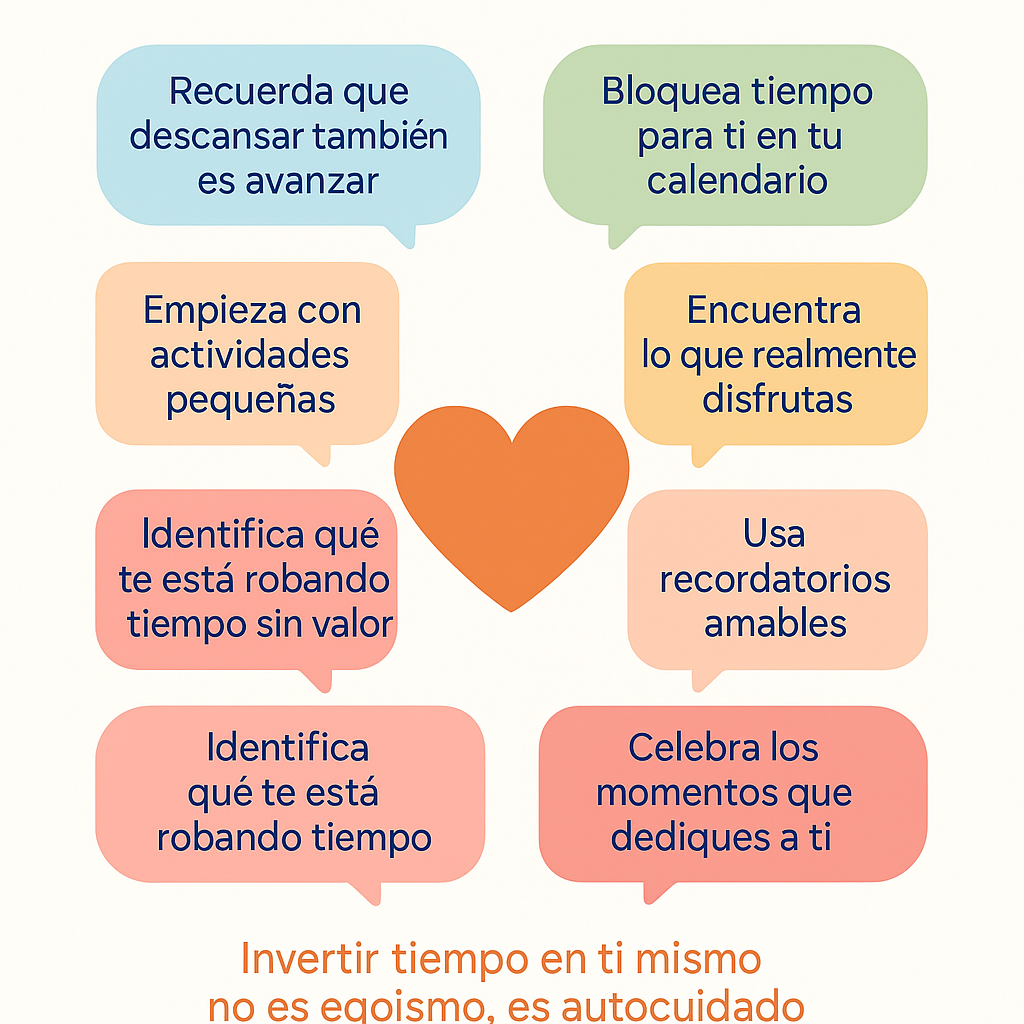 Recuerda que
descansar también
es avanzar
Bloquea tiempo
para ti en tu
calendario
Empieza con
actividades
pequeñas
Encuentra
lo que realmente
disfrutas
Identifica qué
te está robando
tiempo sin valor
Usa
recordatorios
amables
Identifica
qué te está
robando tiempo
Celebra los
momentos que
dediques a ti
Invertir tiempo en ti mismo
no es egoismo, es autocuidado